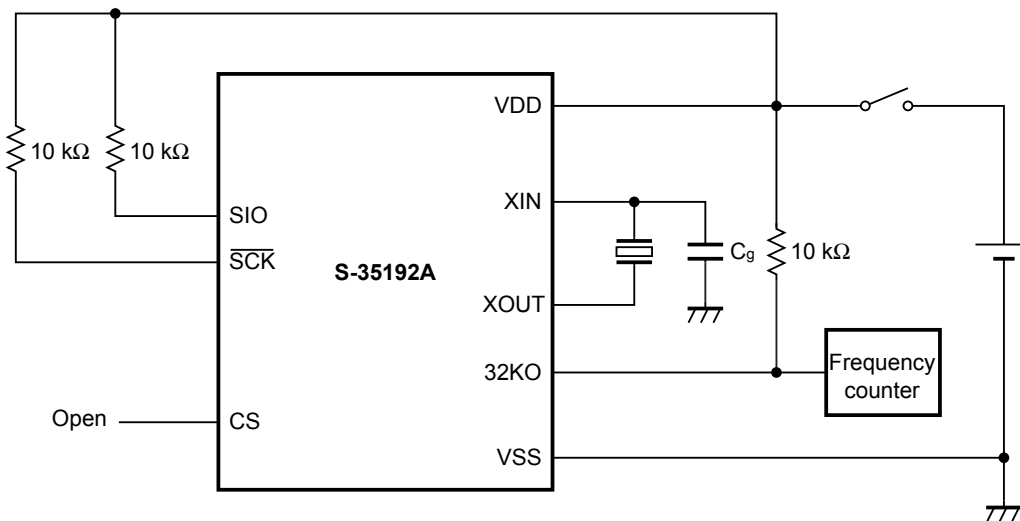 VDD
10 kΩ
10 kΩ
XIN
SIO
Cg
10 kΩ
SCK
S-35192A
XOUT
32KO
Frequency
counter
Open
CS
VSS